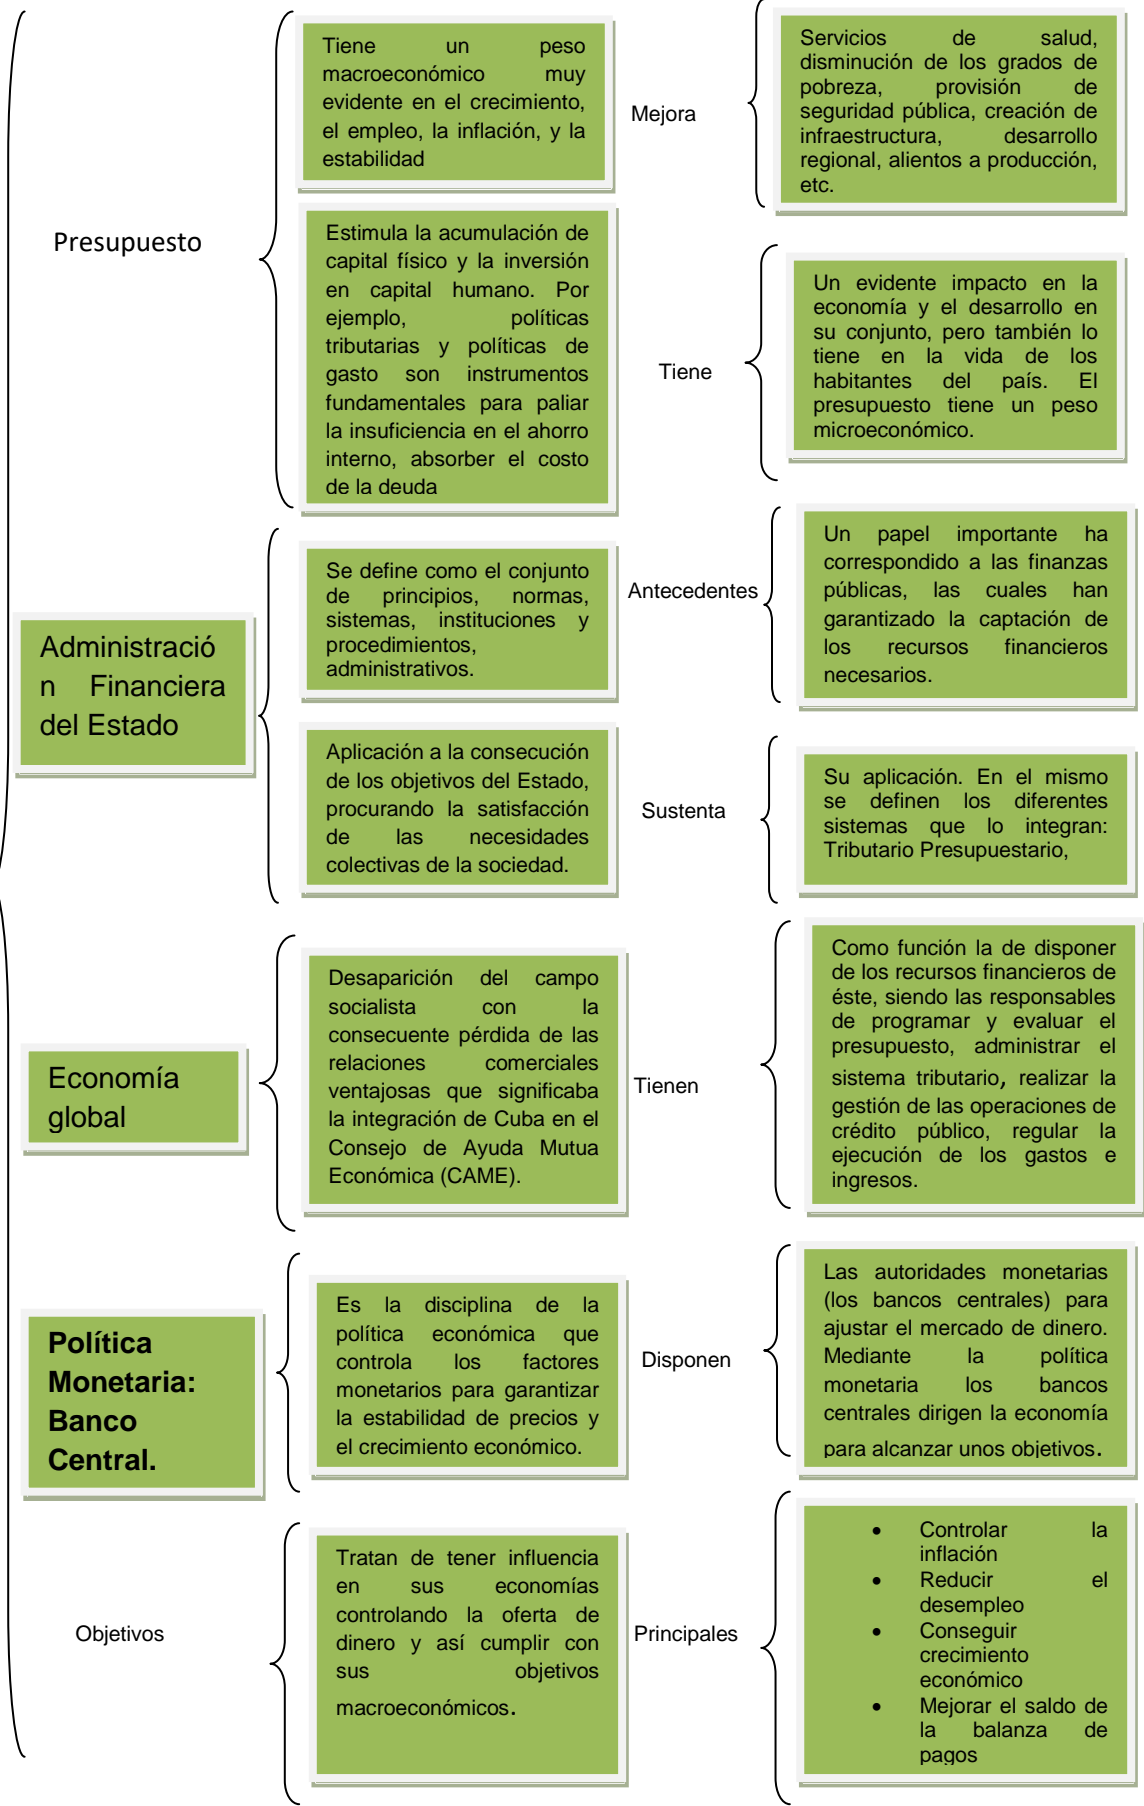 Presupuesto
Tiene un peso
macroeconómico muy
evidente en el crecimiento,
el empleo, la inflación, y la
estabilidad
Mejora
Servicios de salud,
disminución de los grados de
pobreza, provisión de
seguridad pública, creación de
infraestructura, desarrollo
regional, alientos a producción,
etc.
Estimula la acumulación de
capital físico y la inversión
en capital humano. Por
ejemplo, políticas
tributarias y políticas de
gasto son instrumentos
fundamentales para paliar
la insuficiencia en el ahorro
interno, absorber el costo
de la deuda
Tiene
Un evidente impacto en la
economía y el desarrollo en
su conjunto, pero también lo
tiene en la vida de los
habitantes del país. El
presupuesto tiene un peso
microeconómico.
Administració
n Financiera
del Estado
Se define como el conjunto
de principios, normas,
sistemas, instituciones y
procedimientos,
administrativos.
Antecedentes
Un papel importante ha
correspondido a las finanzas
públicas, las cuales han
garantizado la captación de
los recursos financieros
necesarios.
Aplicación a la consecución
de los objetivos del Estado,
procurando la satisfacción
de las necesidades
colectivas de la sociedad.
Sustenta
Su aplicación. En el mismo
se definen los diferentes
sistemas que lo integran:
Tributario Presupuestario,
Economía
global
Desaparición del campo
socialista con la
consecuente pérdida de las
relaciones comerciales
ventajosas que significaba
la integración de Cuba en el
Consejo de Ayuda Mutua
Económica (CAME).
Tienen
Como función la de disponer
de los recursos financieros de
éste, siendo las responsables
de programar y evaluar el
presupuesto, administrar el
sistema tributario, realizar la
gestión de las operaciones de
crédito público, regular la
ejecución de los gastos e
ingresos.
Política
Monetaria:
Banco
Central.
Es la disciplina de la
política económica que
controla los factores
monetarios para garantizar
la estabilidad de precios y
el crecimiento económico.
Disponen
Las autoridades monetarias
(los bancos centrales) para
ajustar el mercado de dinero.
Mediante la política
monetaria los bancos
centrales dirigen la economía
para alcanzar unos objetivos.
Objetivos
Tratan de tener influencia
en sus economías
controlando la oferta de
dinero y así cumplir con
sus objetivos
macroeconómicos.
Principales
• Controlar la
inflación
• Reducir el
desempleo
• Conseguir
crecimiento
económico
• Mejorar el saldo de
la balanza de
pagos